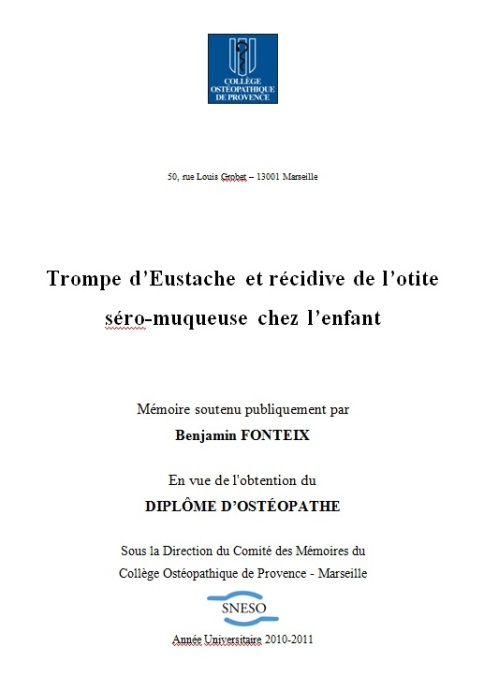 COLLÈGE
OSTÉOPATHIQUE
DE PROVENCE
50, rue Louis Grobet – 13001 Marseille
Trompe d’Eustache et récidive de l’otite
séro-muqueuse chez l’enfant
Mémoire soutenu publiquement par
Benjamin FONTEIX
En vue de l'obtention du
DIPLÔME D’OSTÉOPATHE
Sous la Direction du Comité des Mémoires du
Collège Ostéopathique de Provence - Marseille
SNESO
Année Universitaire 2010-2011